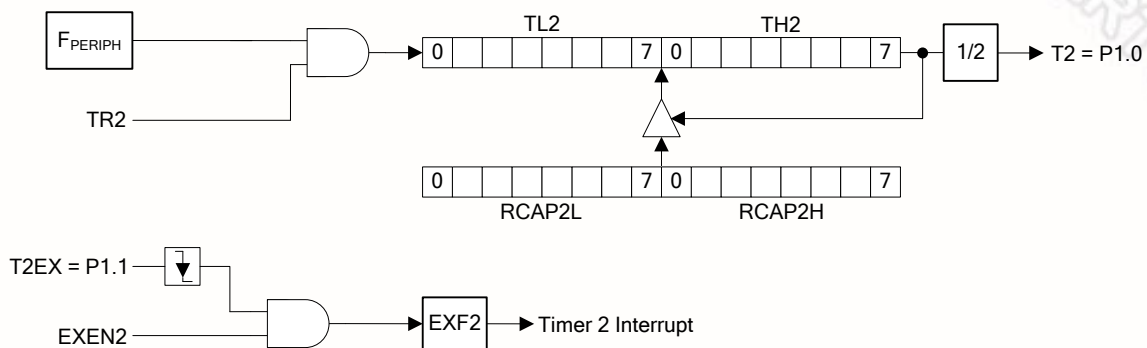 TL2 TH2
F_PERIPH 0 7 0 7 1/2 T2 = P1.0
TR2
0 7 0 7
RCAP2L RCAP2H
T2EX = P1.1
EXEN2 EXF2 Timer 2 Interrupt